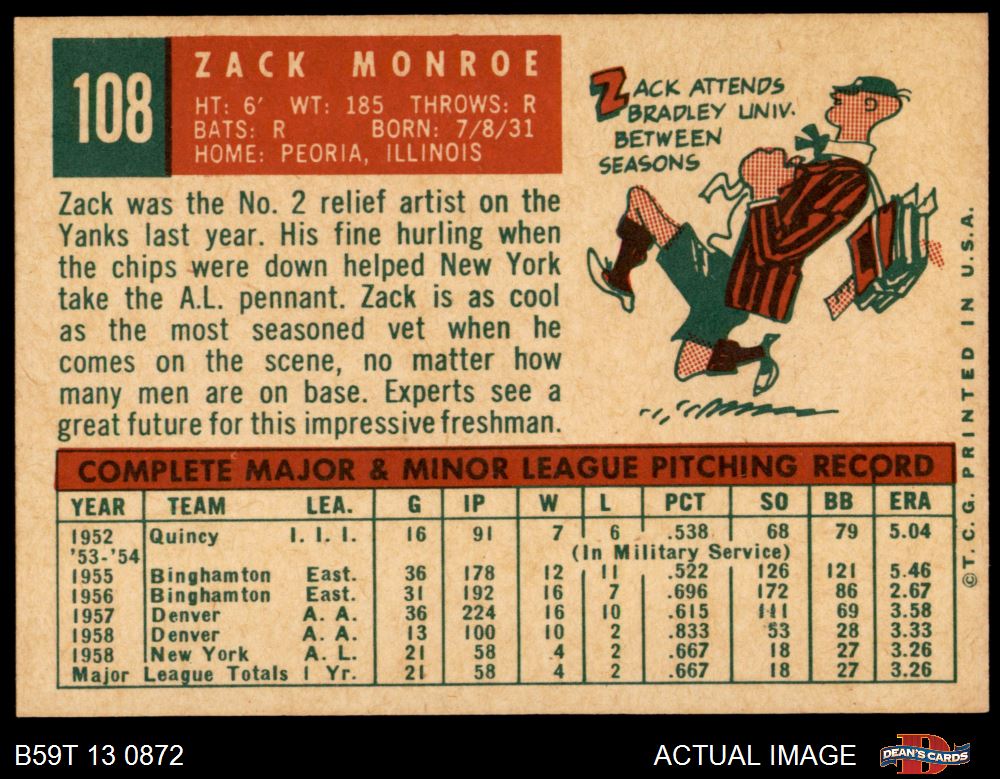 108
ZACK MONROE
HT: 6' WT: 185 THROWS: R
BATS: R BORN: 7/8/31
HOME: PEORIA, ILLINOIS
ZACK ATTENDS
BRADLEY UNIV.
BETWEEN
SEASONS
Zack was the No. 2 relief artist on the
Yanks last year. His fine hurling when
the chips were down helped New York
take the A.L. pennant. Zack is as cool
as the most seasoned vet when he
comes on the scene, no matter how
many men are on base. Experts see a
great future for this impressive freshman.
COMPLETE MAJOR & MINOR LEAGUE PITCHING RECORD
YEAR TEAM LEA. G IP W L PCT SO BB ERA
1952 Quincy I. I. I. 16 91 7 6 .538 68 79 5.04
'53-'54 (In Military Service)
1955 Binghamton East. 36 178 12 11 .522 126 121 5.46
1956 Binghamton East. 31 192 16 7 .696 172 86 2.67
1957 Denver A. A. 36 224 16 10 .615 141 69 3.58
1958 Denver A. A. 13 100 10 2 .833 53 28 3.33
1958 New York A. L. 21 58 4 2 .667 18 27 3.26
Major League Totals 1 Yr. 21 58 4 2 .667 18 27 3.26
©T.C.G. PRINTED IN U.S.A.
B59T 13 0872
ACTUAL IMAGE
DEAN'S CARDS